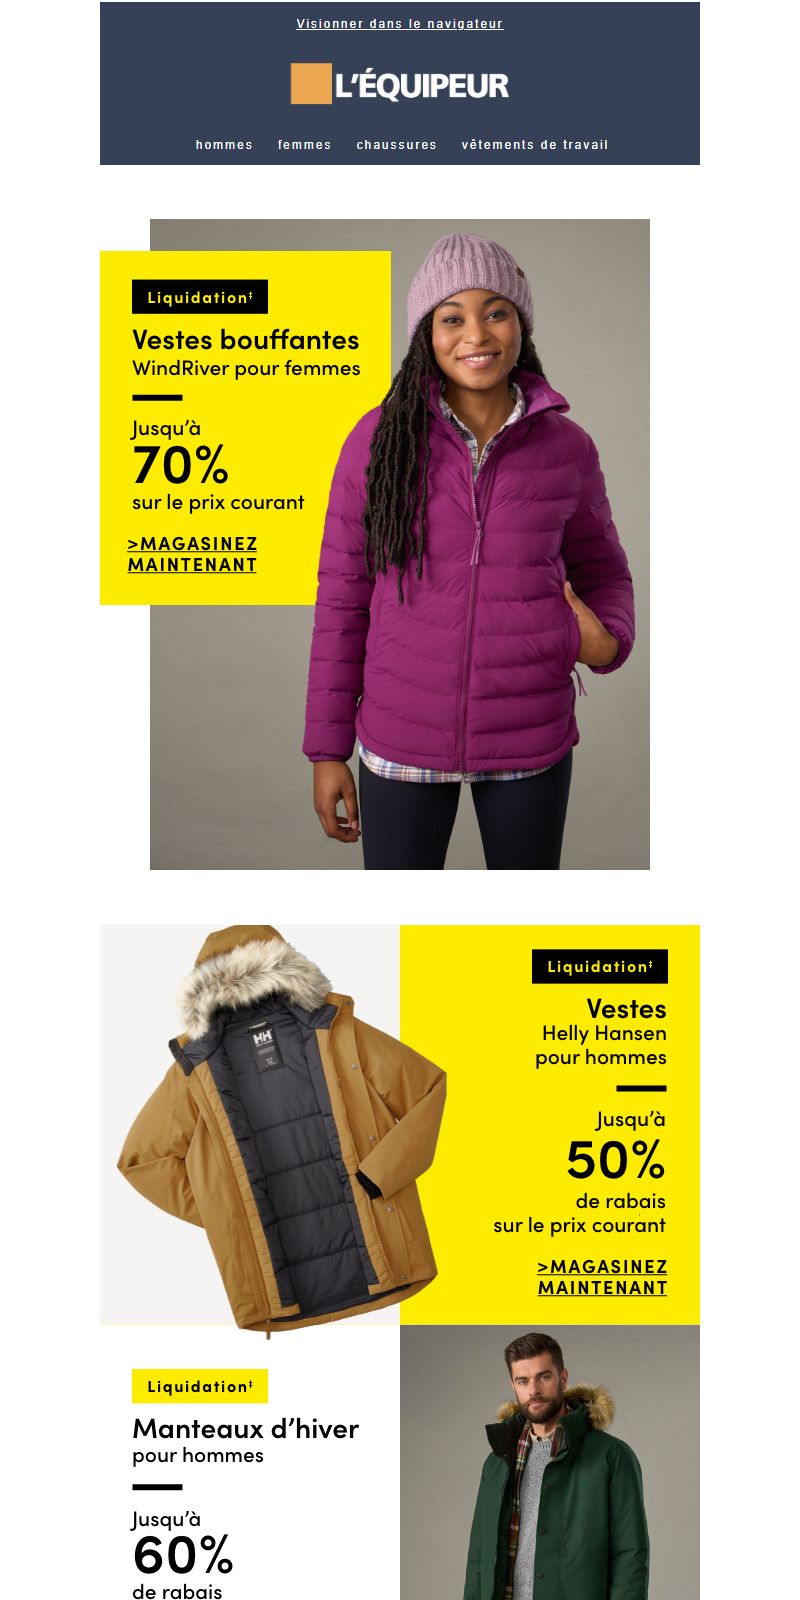 Visionner dans le navigateur
L'ÉQUIPEUR
hommes femmes chaussures vêtements de travail
Liquidation‡
Vestes bouffantes
WindRiver pour femmes
Jusqu'à
70%
sur le prix courant
>MAGASINEZ
MAINTENANT
HH
Liquidation‡
Vestes
Helly Hansen
pour hommes
Jusqu'à
50%
de rabais
sur le prix courant
>MAGASINEZ
MAINTENANT
Liquidation‡
Manteaux d'hiver
pour hommes
Jusqu'à
60%
de rabais